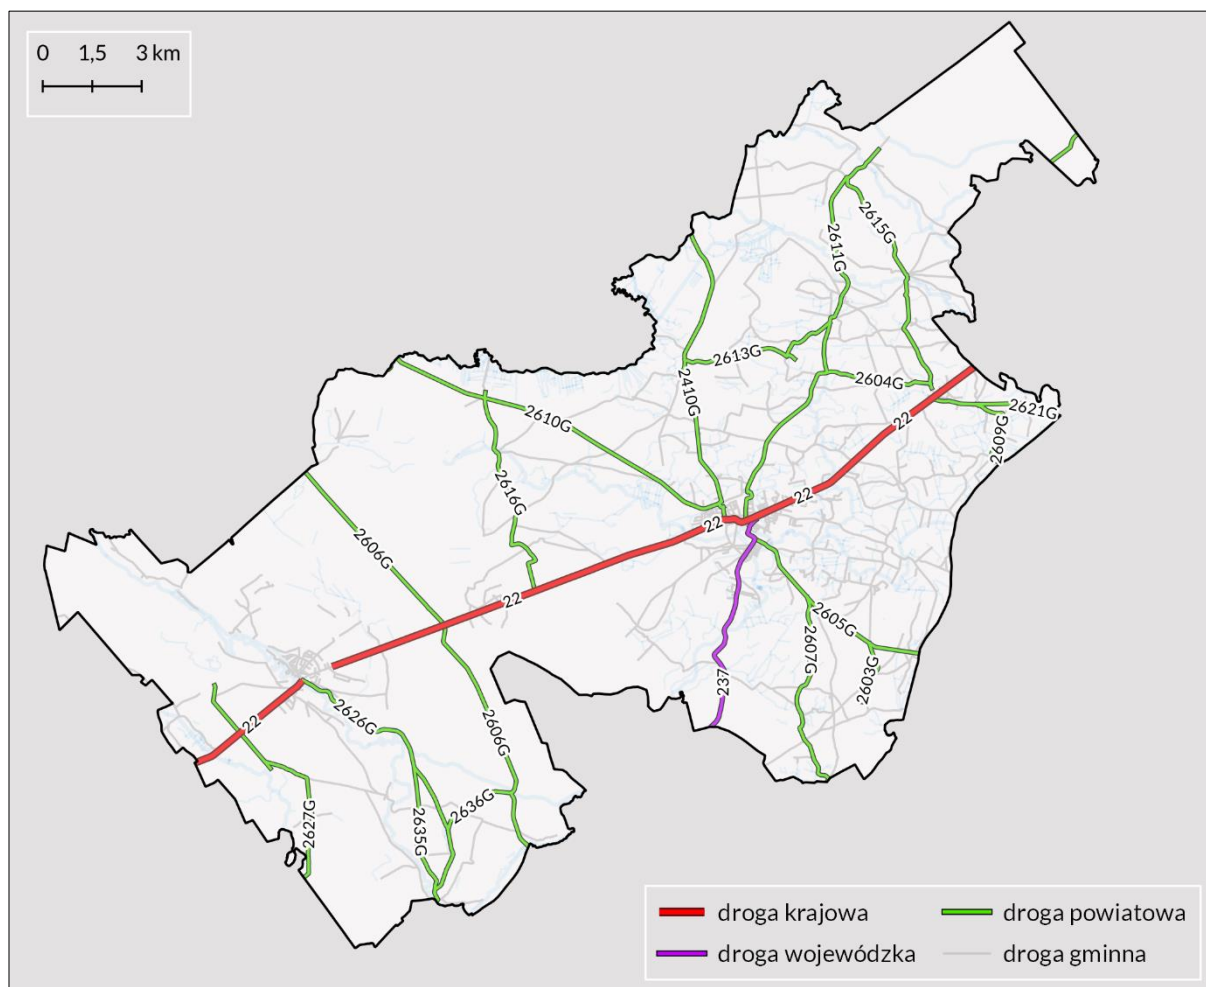 0 1,5 3 km
2615G
2611G
2613G
2410G
2604G
2621G
2610G
22
2609G
2616G
22
22
2606G
22
2605G
2607G
2603G
237
2626G
22
2606G
2636G
2627G
2635G
droga krajowa
droga powiatowa
droga wojewódzka
droga gminna